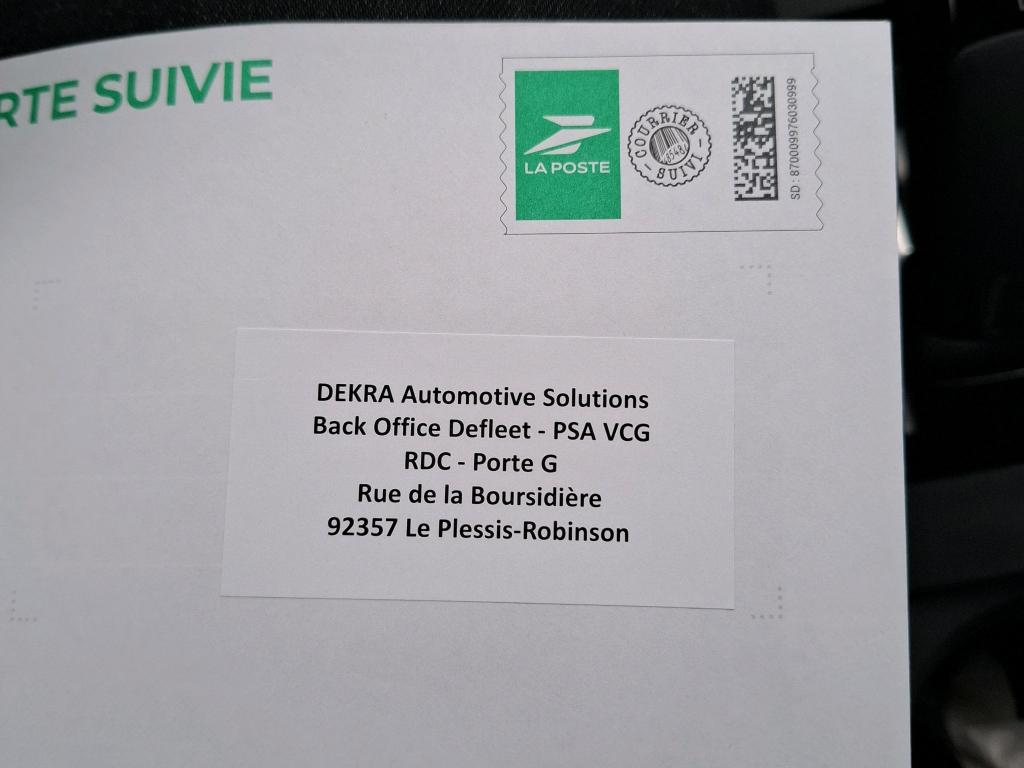 RTE SUIVIE
LA POSTE
COURRIER
SUIVI
SD : 870009976030999
DEKRA Automotive Solutions
Back Office Defleet - PSA VCG
RDC - Porte G
Rue de la Boursidière
92357 Le Plessis-Robinson